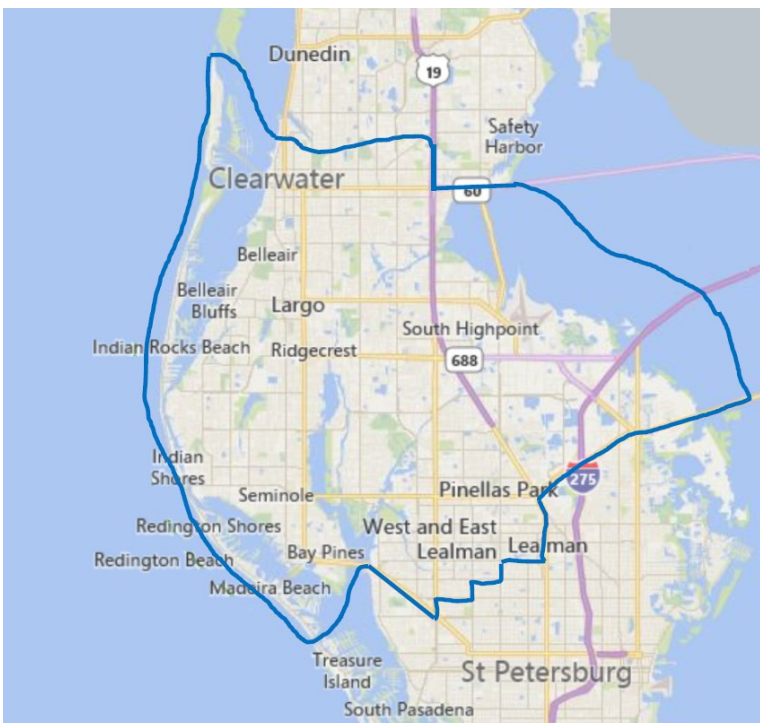 Dunedin
19
Safety
Harbor
Clearwater
60
Belleair
Belleair
Bluffs
Largo
South Highpoint
Indian Rocks Beach
Ridgecrest
688
Indian
Shores
Seminole
Pinellas Park
275
Redington Shores
West and East
Lealman
Lealman
Bay Pines
Redington Beach
Madeira Beach
Treasure
Island
St Petersburg
South Pasadena